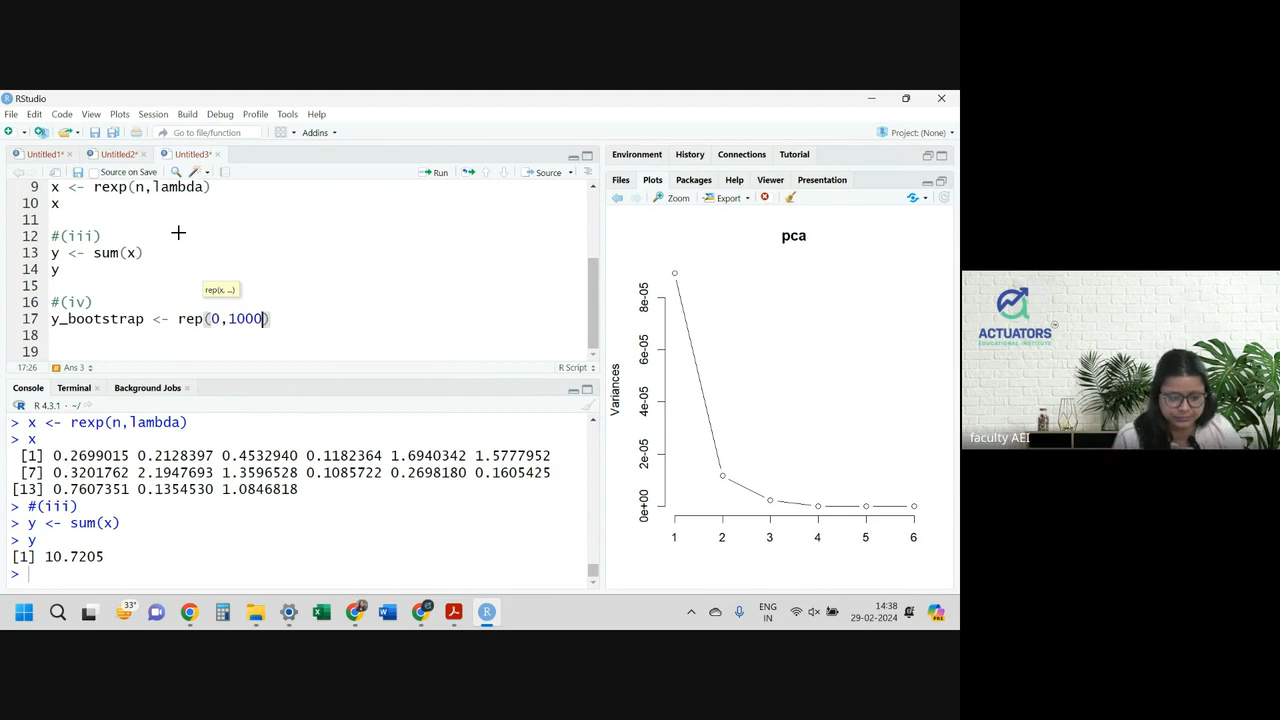 RStudio
File Edit Code View Plots Session Build Debug Profile Tools Help
Go to file/function Addins Project: (None)
Untitled1* Untitled2* Untitled3*
Source on Save Run Source
9 x <- rexp(n,lambda)
10 x
11
12 #(iii)
13 y <- sum(x)
14 y
15
rep(x, ...)
16 #(iv)
17 y_bootstrap <- rep(0,1000)
18
19
17:26 Ans 3 R Script
Console Terminal Background Jobs
R 4.3.1 · ~/
> x <- rexp(n,lambda)
> x
[1] 0.2699015 0.2128397 0.4532940 0.1182364 1.6940342 1.5777952
[7] 0.3201762 2.1947693 1.3596528 0.1085722 0.2698180 0.1605425
[13] 0.7607351 0.1354530 1.0846818
> #(iii)
> y <- sum(x)
> y
[1] 10.7205
>
Environment History Connections Tutorial
Files Plots Packages Help Viewer Presentation
Zoom Export
pca
Variances
8e-05
6e-05
4e-05
2e-05
0e+00
1 2 3 4 5 6
ACTUATORS
EDUCATIONAL INSTITUTE
faculty AEI
33°
ENG
IN
14:38
29-02-2024